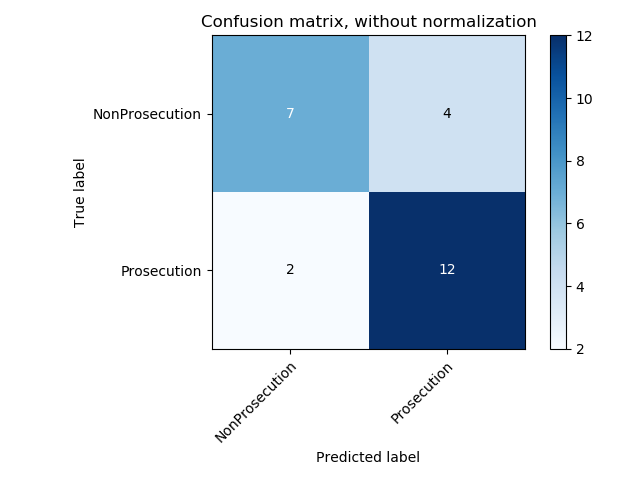 Confusion matrix, without normalization
True label
NonProsecution
Prosecution
7
4
2
12
NonProsecution
Prosecution
Predicted label
12
10
8
6
4
2